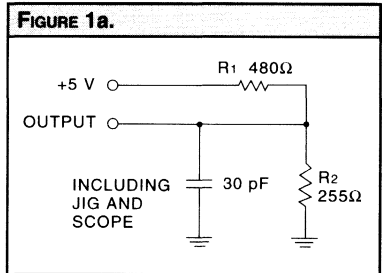 FIGURE 1a.
R1 480Ω
+5 V
OUTPUT
INCLUDING
JIG AND
SCOPE
30 pF
R2
255Ω